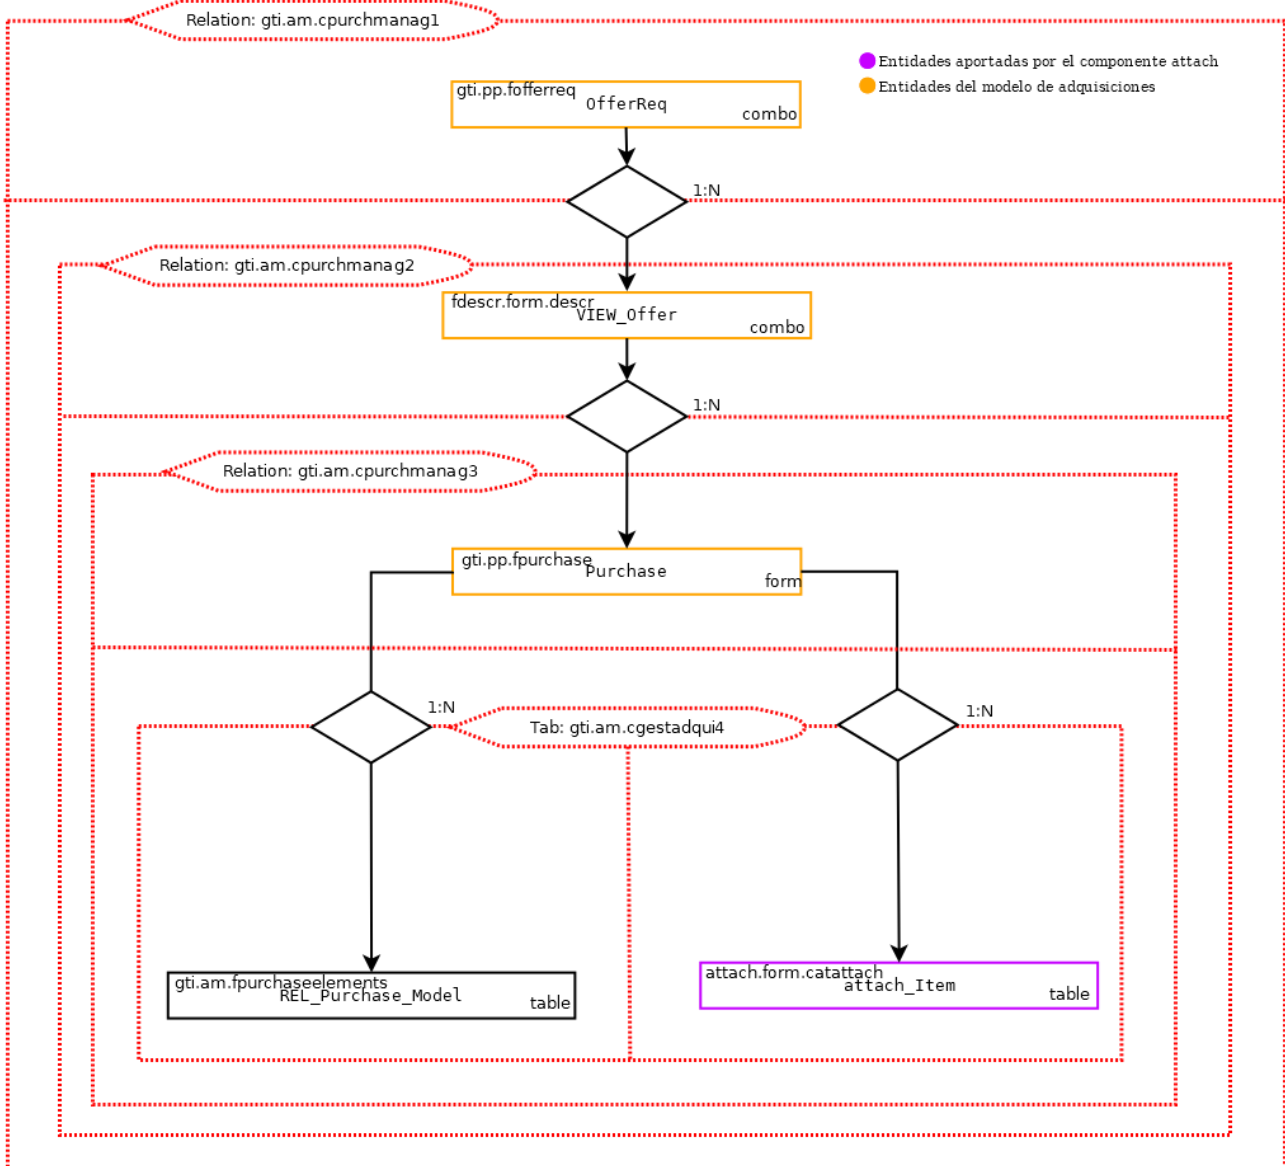 Relation: gti.am.cpurchmanag1
Entidades aportadas por el componente attach
Entidades del modelo de adquisiciones
gti.pp.fofferreq
OfferReq
combo
1:N
Relation: gti.am.cpurchmanag2
fdescr.form.descr
VIEW_Offer
combo
1:N
Relation: gti.am.cpurchmanag3
gti.pp.fpurchase
Purchase
form
1:N
Tab: gti.am.cgestadqui4
1:N
gti.am.fpurchaseelements
REL_Purchase_Model
table
attach.form.catattach
attach_Item
table